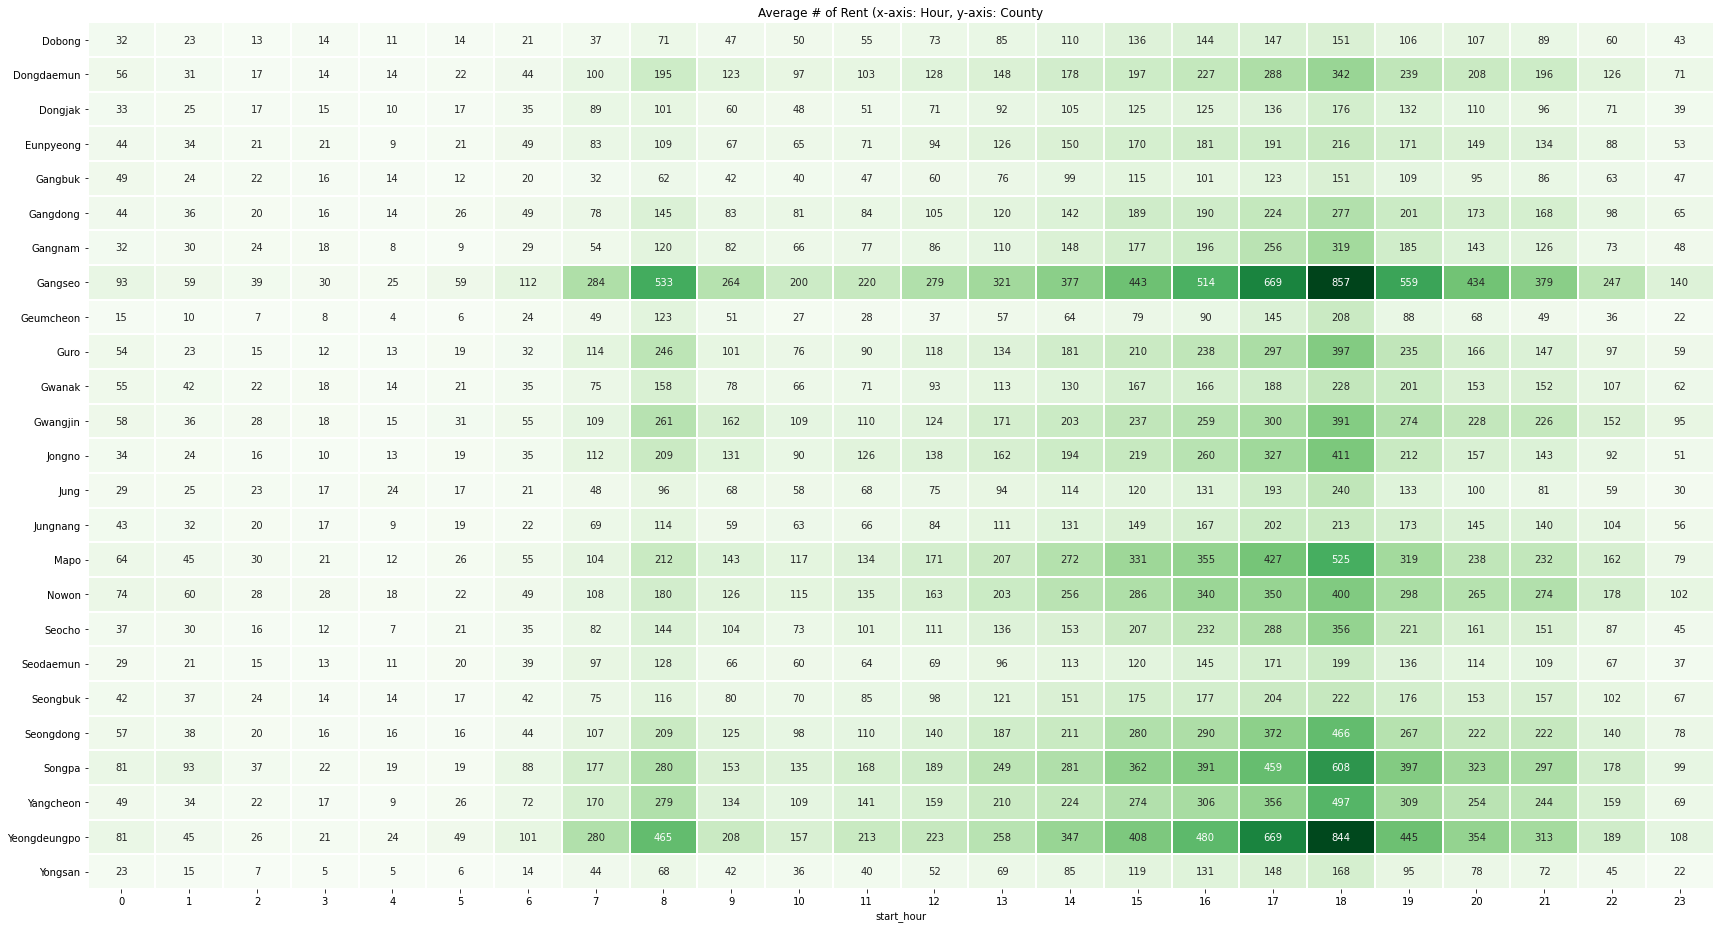 Average # of Rent (x-axis: Hour, y-axis: County
Dobong 32 23 13 14 11 14 21 37 71 47 50 55 73 85 110 136 144 147 151 106 107 89 60 43
Dongdaemun 56 31 17 14 14 22 44 100 195 123 97 103 128 148 178 197 227 288 342 239 208 196 126 71
Dongjak 33 25 17 15 10 17 35 89 101 60 48 51 71 92 105 125 125 136 176 132 110 96 71 39
Eunpyeong 44 34 21 21 9 21 49 83 109 67 65 71 94 126 150 170 181 191 216 171 149 134 88 53
Gangbuk 49 24 22 16 14 12 20 32 62 42 40 47 60 76 99 115 101 123 151 109 95 86 63 47
Gangdong 44 36 20 16 14 26 49 78 145 83 81 84 105 120 142 189 190 224 277 201 173 168 98 65
Gangnam 32 30 24 18 8 9 29 54 120 82 66 77 86 110 148 177 196 256 319 185 143 126 73 48
Gangseo 93 59 39 30 25 59 112 284 533 264 200 220 279 321 377 443 514 669 857 559 434 379 247 140
Geumcheon 15 10 7 8 4 6 24 49 123 51 27 28 37 57 64 79 90 145 208 88 68 49 36 22
Guro 54 23 15 12 13 19 32 114 246 101 76 90 118 134 181 210 238 297 397 235 166 147 97 59
Gwanak 55 42 22 18 14 21 35 75 158 78 66 71 93 113 130 167 166 188 228 201 153 152 107 62
Gwangjin 58 36 28 18 15 31 55 109 261 162 109 110 124 171 203 237 259 300 391 274 228 226 152 95
Jongno 34 24 16 10 13 19 35 112 209 131 90 126 138 162 194 219 260 327 411 212 157 143 92 51
Jung 29 25 23 17 24 17 21 48 96 68 58 68 75 94 114 120 131 193 240 133 100 81 59 30
Jungnang 43 32 20 17 9 19 22 69 114 59 63 66 84 111 131 149 167 202 213 173 145 140 104 56
Mapo 64 45 30 21 12 26 55 104 212 143 117 134 171 207 272 331 355 427 525 319 238 232 162 79
Nowon 74 60 28 28 18 22 49 108 180 126 115 135 163 203 256 286 340 350 400 298 265 274 178 102
Seocho 37 30 16 12 7 21 35 82 144 104 73 101 111 136 153 207 232 288 356 221 161 151 87 45
Seodaemun 29 21 15 13 11 20 39 97 128 66 60 64 69 96 113 120 145 171 199 136 114 109 67 37
Seongbuk 42 37 24 14 14 17 42 75 116 80 70 85 98 121 151 175 177 204 222 176 153 157 102 67
Seongdong 57 38 20 16 16 16 44 107 209 125 98 110 140 187 211 280 290 372 466 267 222 222 140 78
Songpa 81 93 37 22 19 19 88 177 280 153 135 168 189 249 281 362 391 459 608 397 323 297 178 99
Yangcheon 49 34 22 17 9 26 72 170 279 134 109 141 159 210 224 274 306 356 497 309 254 244 159 69
Yeongdeungpo 81 45 26 21 24 49 101 280 465 208 157 213 223 258 347 408 480 669 844 445 354 313 189 108
Yongsan 23 15 7 5 5 6 14 44 68 42 36 40 52 69 85 119 131 148 168 95 78 72 45 22
0 1 2 3 4 5 6 7 8 9 10 11 12 13 14 15 16 17 18 19 20 21 22 23
start_hour